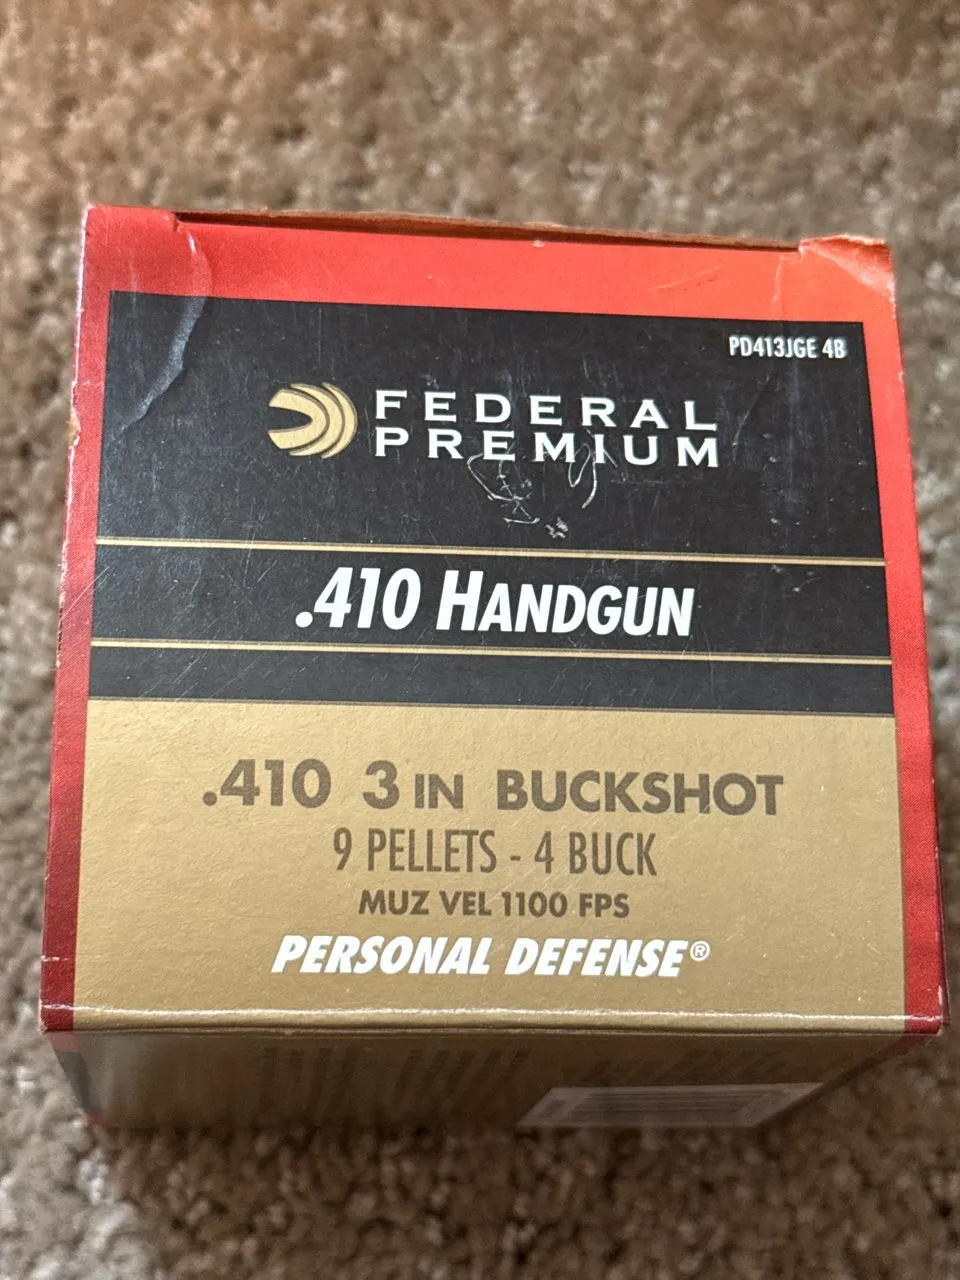 PD413JGE 4B
FEDERAL
PREMIUM
.410 HANDGUN
.410 3 IN BUCKSHOT
9 PELLETS - 4 BUCK
MUZ VEL 1100 FPS
PERSONAL DEFENSE®